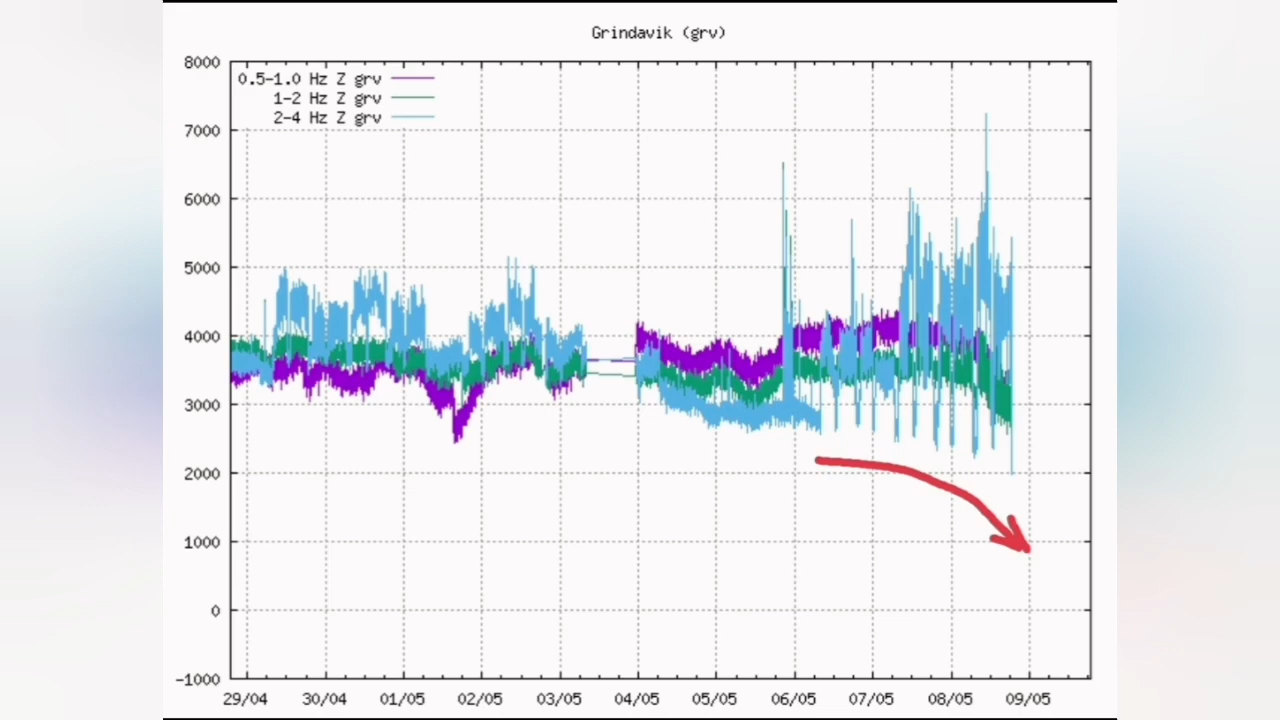 Grindavik (grv)
8000
0.5-1.0 Hz Z grv
1-2 Hz Z grv
2-4 Hz Z grv
7000
6000
5000
4000
3000
2000
1000
0
-1000
29/04 30/04 01/05 02/05 03/05 04/05 05/05 06/05 07/05 08/05 09/05